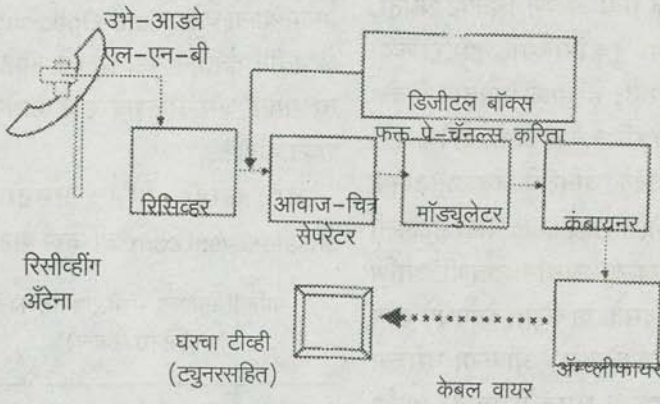 उभे-आडवे
एल-एन-बी
डिजीटल बॉक्स
फक्त पे-चॅनल्स करिता
रिसिव्हर
आवाज-चित्र
सेपरेटर
मॉड्युलेटर
कंबायनर
रिसीव्हींग
अँटेना
घरचा टीव्ही
(ट्युनरसहित)
केबल वायर
ॲम्प्लीफायर